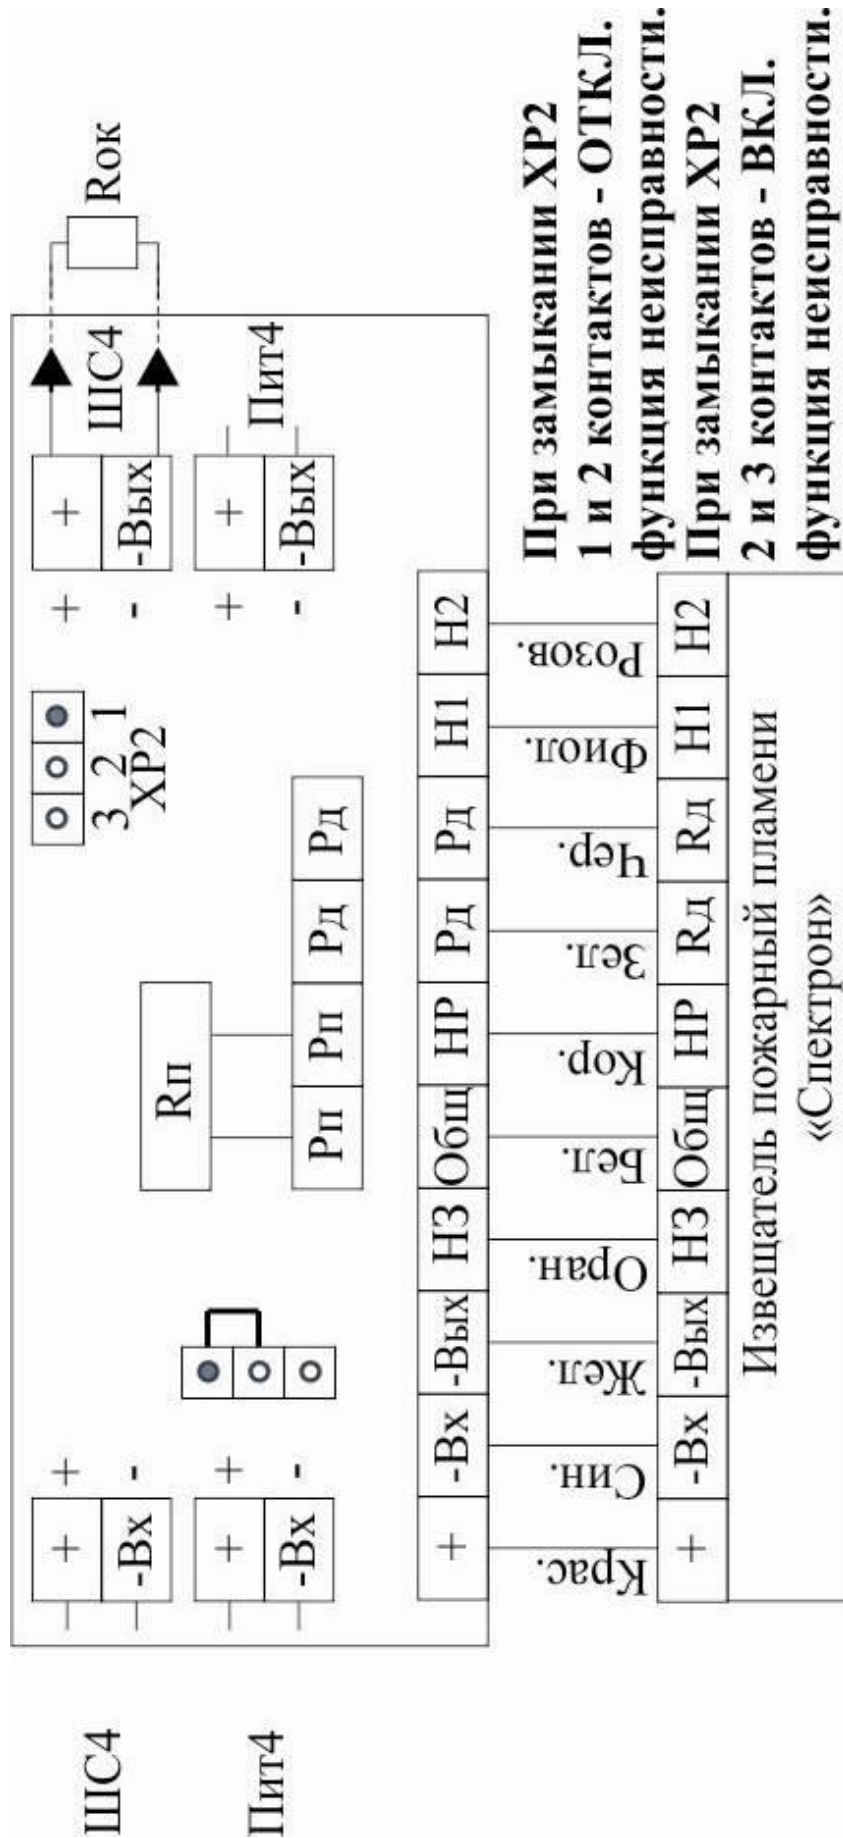 ШС4
+
-Вх
+
-
3 2 1
ХР2
+
-
+
-Вых
ШС4
Rок
Пит4
+
-Вх
+
-
Rп
Рп Рп Рд Рд
+
-
+
-Вых
Пит4
+ -Вх -Вых НЗ Общ НР Рд Рд Н1 Н2
Крас. Син. Жел. Оран. Бел. Кор. Зел. Чер. Фиол. Розов.
+ -Вх -Вых НЗ Общ НР Rд Rд Н1 Н2
Извещатель пожарный пламени
«Спектрон»
При замыкании ХР2
1 и 2 контактов - ОТКЛ.
функция неисправности.
При замыкании ХР2
2 и 3 контактов - ВКЛ.
функция неисправности.